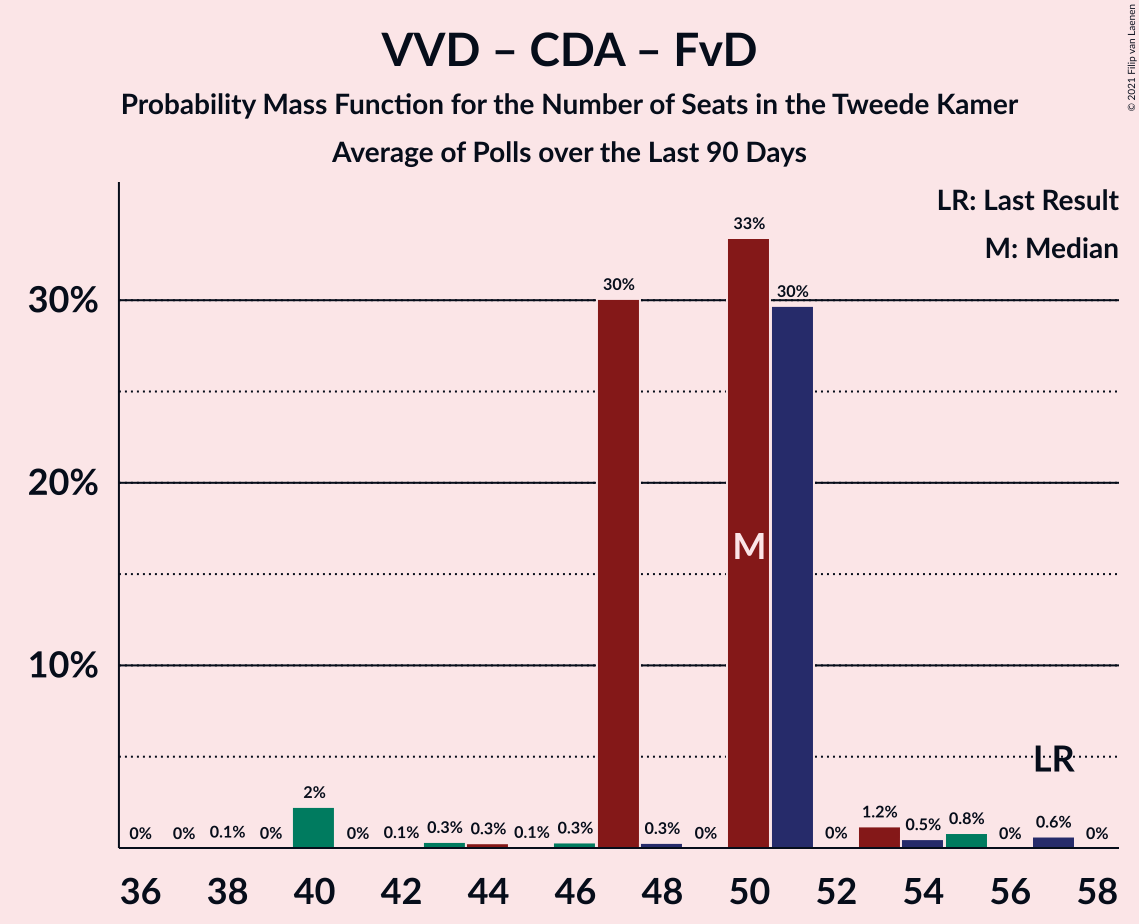 VVD – CDA – FvD
Probability Mass Function for the Number of Seats in the Tweede Kamer
Average of Polls over the Last 90 Days
© 2021 Filip van Laenen
LR: Last Result
M: Median
30%
20%
10%
0% 0% 0.1% 0% 2% 0% 0.1% 0.3% 0.3% 0.1% 0.3% 30% 0.3% 0% 33% 30% 0% 1.2% 0.5% 0.8% 0% 0.6% 0%
M
LR
36 38 40 42 44 46 48 50 52 54 56 58